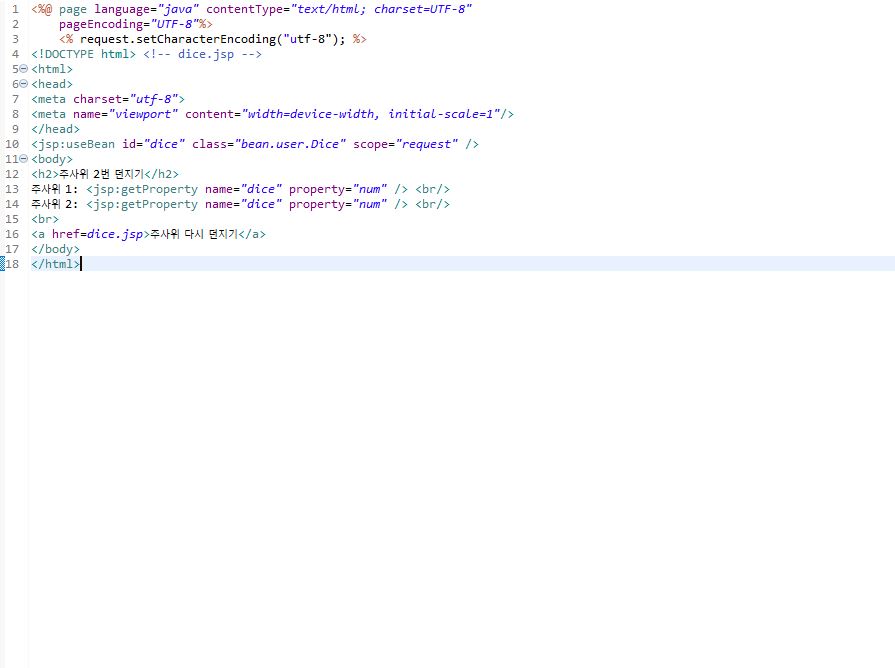 1 <%@ page language="java" contentType="text/html; charset=UTF-8"
2     pageEncoding="UTF-8"%>
3     <% request.setCharacterEncoding("utf-8"); %>
4 <!DOCTYPE html> <!-- dice.jsp -->
5 <html>
6 <head>
7 <meta charset="utf-8">
8 <meta name="viewport" content="width=device-width, initial-scale=1"/>
9 </head>
10 <jsp:useBean id="dice" class="bean.user.Dice" scope="request" />
11 <body>
12 <h2>주사위 2번 던지기</h2>
13 주사위 1: <jsp:getProperty name="dice" property="num" /> <br/>
14 주사위 2: <jsp:getProperty name="dice" property="num" /> <br/>
15 <br>
16 <a href=dice.jsp>주사위 다시 던지기</a>
17 </body>
18 </html>